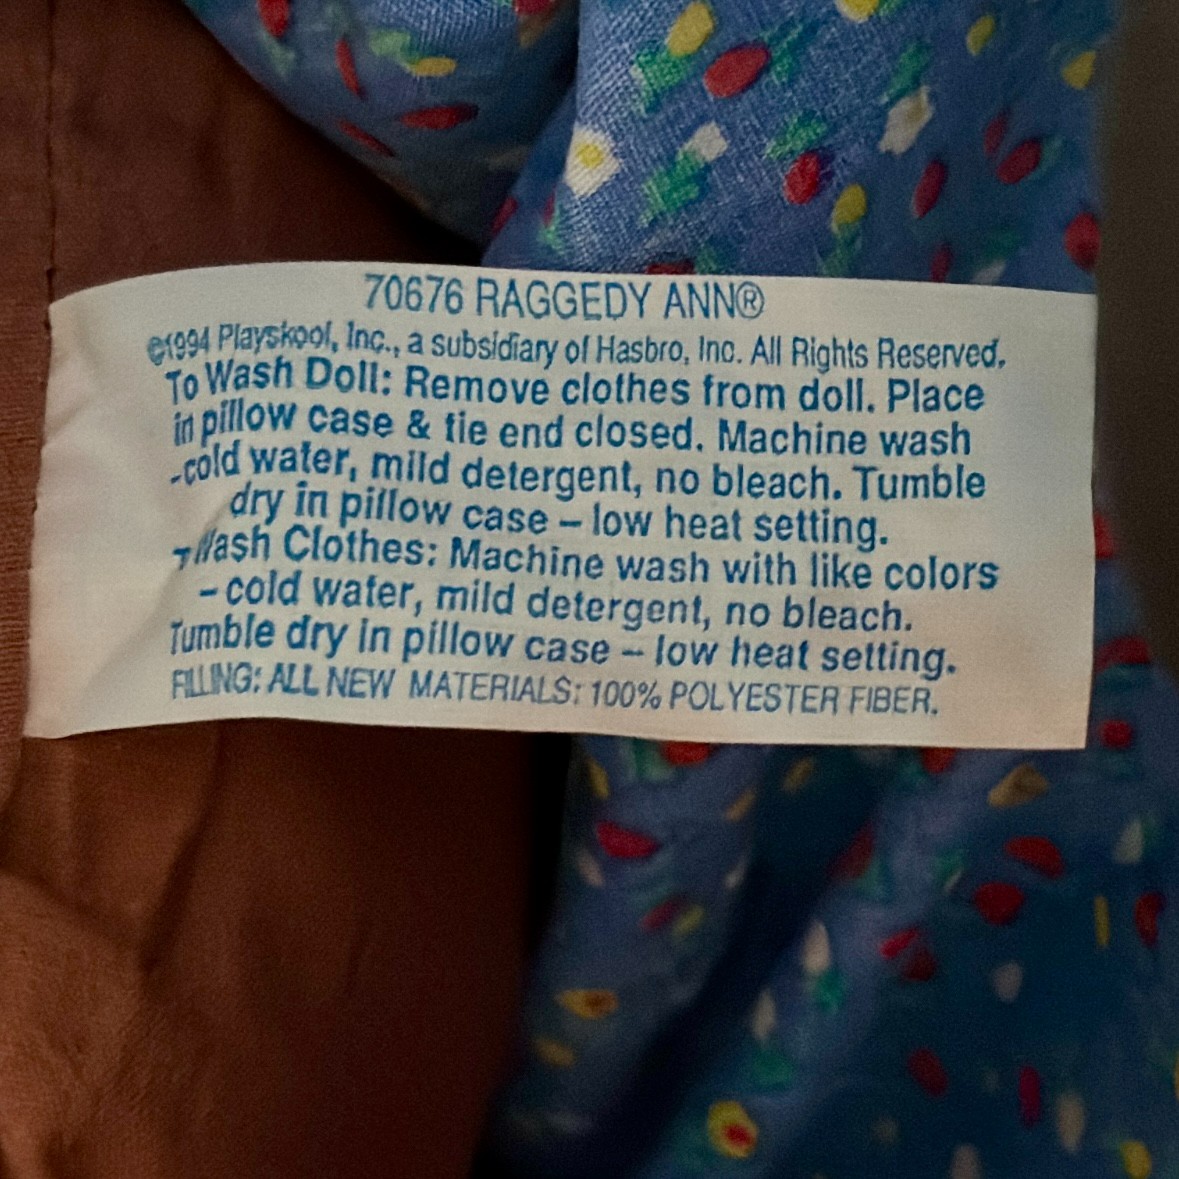 70676 RAGGEDY ANN®
©1994 Playskool, Inc., a subsidiary of Hasbro, Inc. All Rights Reserved.
To Wash Doll: Remove clothes from doll. Place
in pillow case & tie end closed. Machine wash
-cold water, mild detergent, no bleach. Tumble
dry in pillow case – low heat setting.
Wash Clothes: Machine wash with like colors
– cold water, mild detergent, no bleach.
Tumble dry in pillow case – low heat setting.
FILLING: ALL NEW MATERIALS: 100% POLYESTER FIBER.